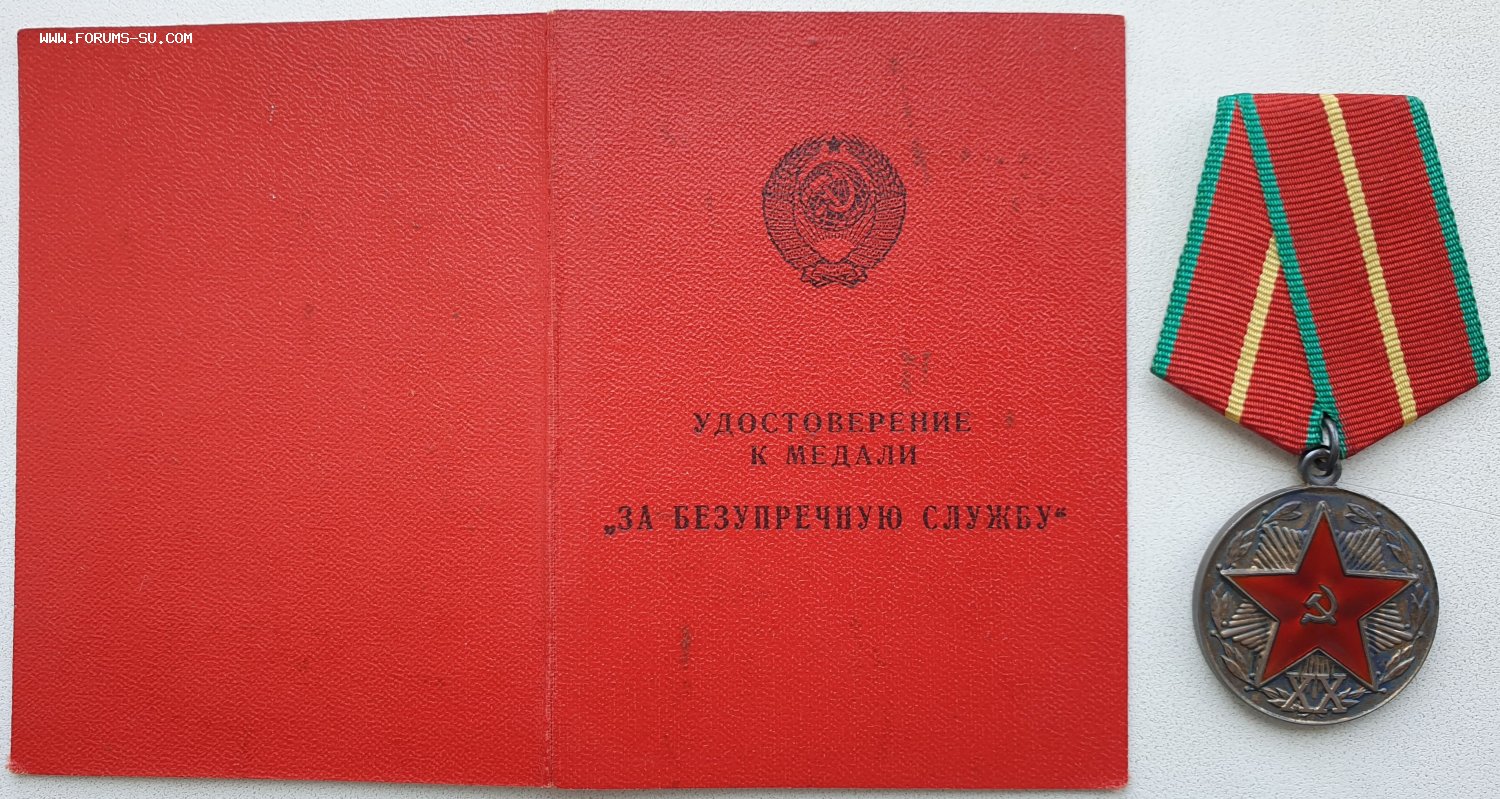 WWW.FORUMS-SU.COM
УДОСТОВЕРЕНИЕ
К МЕДАЛИ
„ЗА БЕЗУПРЕЧНУЮ СЛУЖБУ“
XX